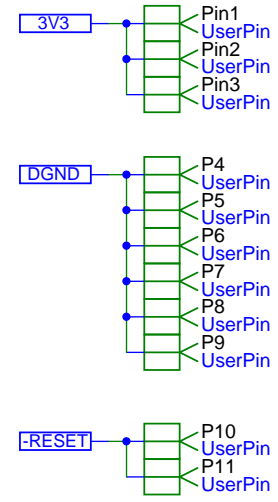 3V3
Pin1
UserPin
Pin2
UserPin
Pin3
UserPin
DGND
P4
UserPin
P5
UserPin
P6
UserPin
P7
UserPin
P8
UserPin
P9
UserPin
-RESET
P10
UserPin
P11
UserPin